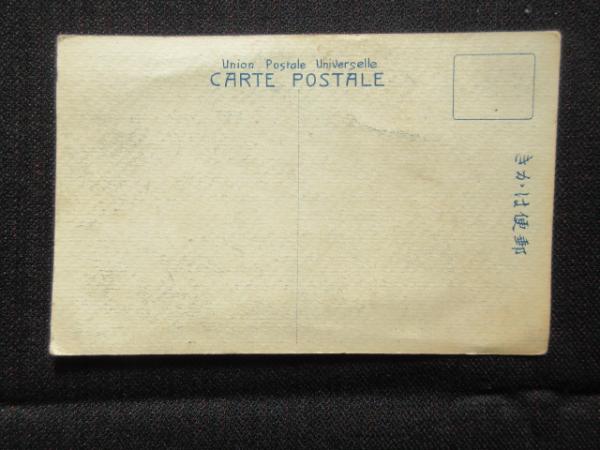 Union Postale Universelle
CARTE POSTALE
きがは便郵